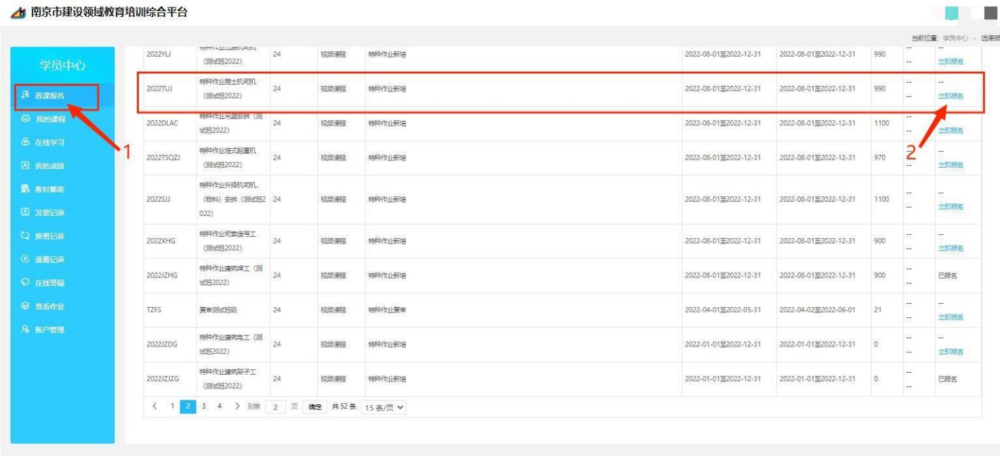 南京市建设领域教育培训综合平台
当前位置：学员中心 - 选课报
学员中心
选课报名
我的课程
在线学习
我的成绩
教材邮寄
发票记录
换班记录
退费记录
在线答疑
查看作业
账户管理
1
2022YLJ 特种作业压路机司机 24 视频课程 特种作业新培 2022-08-01至2022-12-31 2022-08-01至2022-12-31 990 -- --
（测试班2022） -- 立即报名
2022TUJ 特种作业推土机司机 24 视频课程 特种作业新培 2022-08-01至2022-12-31 2022-08-01至2022-12-31 990 -- --
（测试班2022） -- 立即报名
2022DLAC 特种作业吊篮安拆（测 24 视频课程 特种作业新培 2022-08-01至2022-12-31 2022-08-01至2022-12-31 1100 --
试班2022） -- 立即报名
2
2022TSQZJ 特种作业塔式起重机 24 视频课程 特种作业新培 2022-08-01至2022-12-31 2022-08-01至2022-12-31 970 -- --
（测试班2022） -- 立即报名
特种作业升降机司机、
2022SJJ （物料）安拆（测试班2 24 视频课程 特种作业新培 2022-08-01至2022-12-31 2022-08-01至2022-12-31 1100 -- --
022） -- 立即报名
2022XHG 特种作业司索信号工 24 视频课程 特种作业新培 2022-08-01至2022-12-31 2022-08-01至2022-12-31 900 -- --
（测试班2022） -- 立即报名
2022JZHG 特种作业建筑焊工（测 24 视频课程 特种作业新培 2022-08-01至2022-12-31 2022-08-01至2022-12-31 900 -- 已报名
试班2022） --
TZFS 复审测试班级 24 视频课程 特种作业复审 2022-04-01至2022-05-31 2022-04-02至2022-06-01 21 -- --
-- 立即报名
2022JZDG 特种作业建筑电工（测 24 视频课程 特种作业新培 2022-01-01至2022-12-31 2022-01-01至2022-12-31 0 -- --
试班2022） -- 立即报名
2022JZJZG 特种作业建筑架子工 24 视频课程 特种作业新培 2022-01-01至2022-12-31 2022-01-01至2022-12-31 0 -- 已报名
（测试班2022） --
< 1 2 3 4 > 到第 2 页 确定 共 52 条 15 条/页